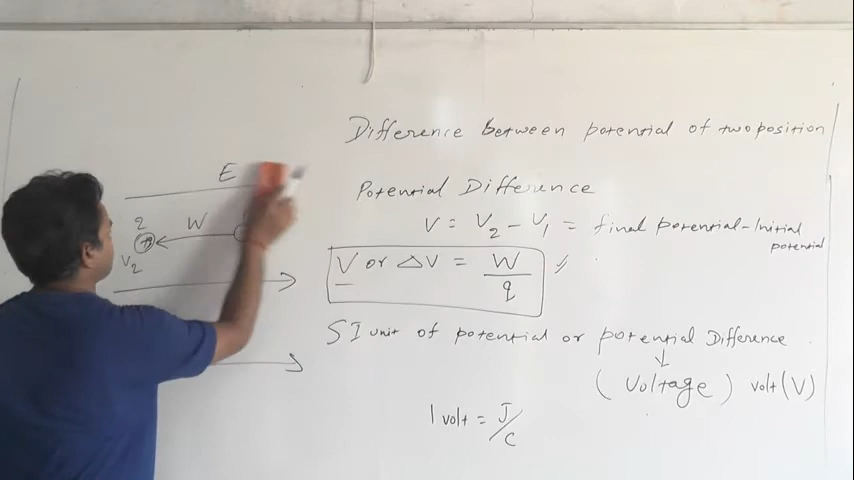 Difference between potential of two position
E
Potential Difference
V = V2 - V1 = final potential - Initial potential
2
W
V2
V or ΔV = W/q
SI unit of potential or potential Difference
(Voltage) volt (V)
1 volt = J/C